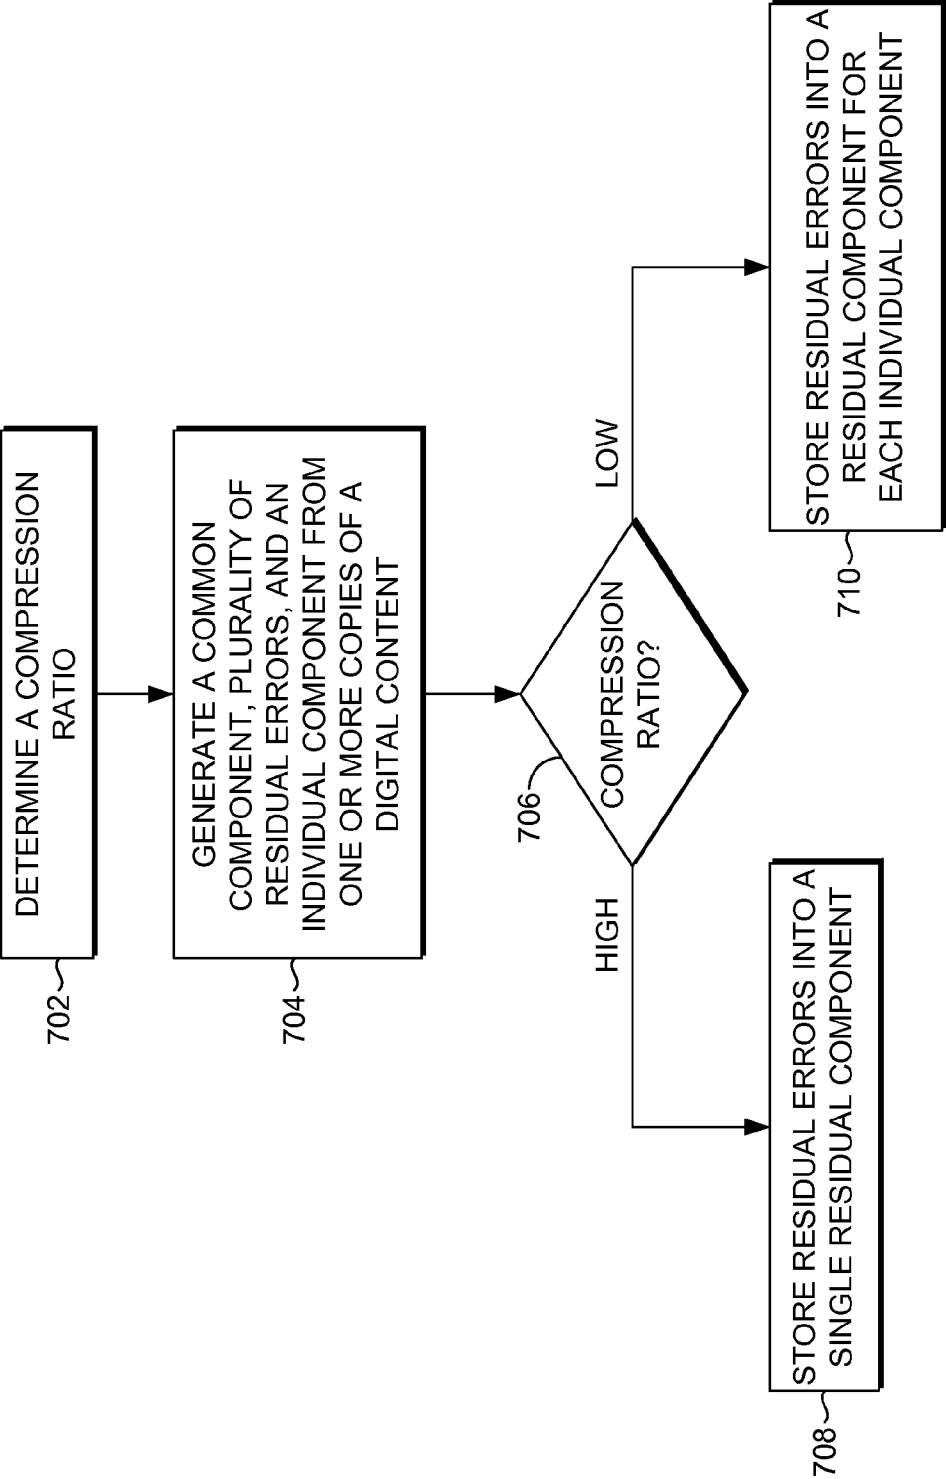 DETERMINE A COMPRESSION
RATIO
702
GENERATE A COMMON
COMPONENT, PLURALITY OF
RESIDUAL ERRORS, AND AN
INDIVIDUAL COMPONENT FROM
ONE OR MORE COPIES OF A
DIGITAL CONTENT
704
706
COMPRESSION
RATIO?
HIGH
LOW
STORE RESIDUAL ERRORS INTO A
SINGLE RESIDUAL COMPONENT
708
STORE RESIDUAL ERRORS INTO A
RESIDUAL COMPONENT FOR
EACH INDIVIDUAL COMPONENT
710